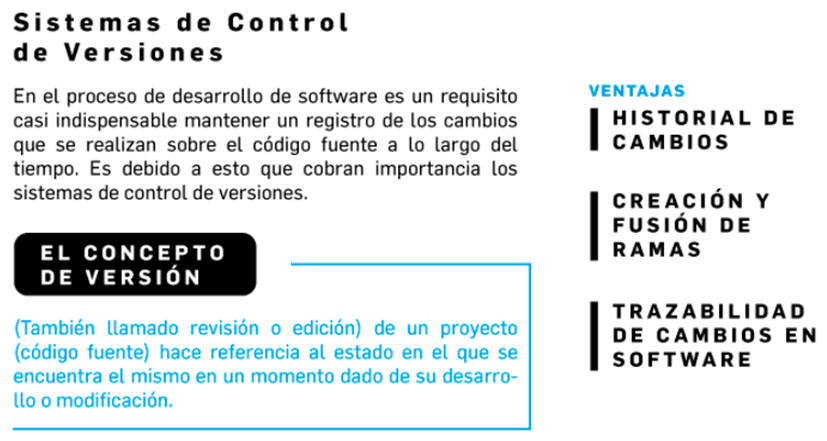 Sistemas de Control
de Versiones
En el proceso de desarrollo de software es un requisito
casi indispensable mantener un registro de los cambios
que se realizan sobre el código fuente a lo largo del
tiempo. Es debido a esto que cobran importancia los
sistemas de control de versiones.
EL CONCEPTO
DE VERSIÓN
(También llamado revisión o edición) de un proyecto
(código fuente) hace referencia al estado en el que se
encuentra el mismo en un momento dado de su desarro-
llo o modificación.
VENTAJAS
HISTORIAL DE
CAMBIOS
CREACIÓN Y
FUSIÓN DE
RAMAS
TRAZABILIDAD
DE CAMBIOS EN
SOFTWARE